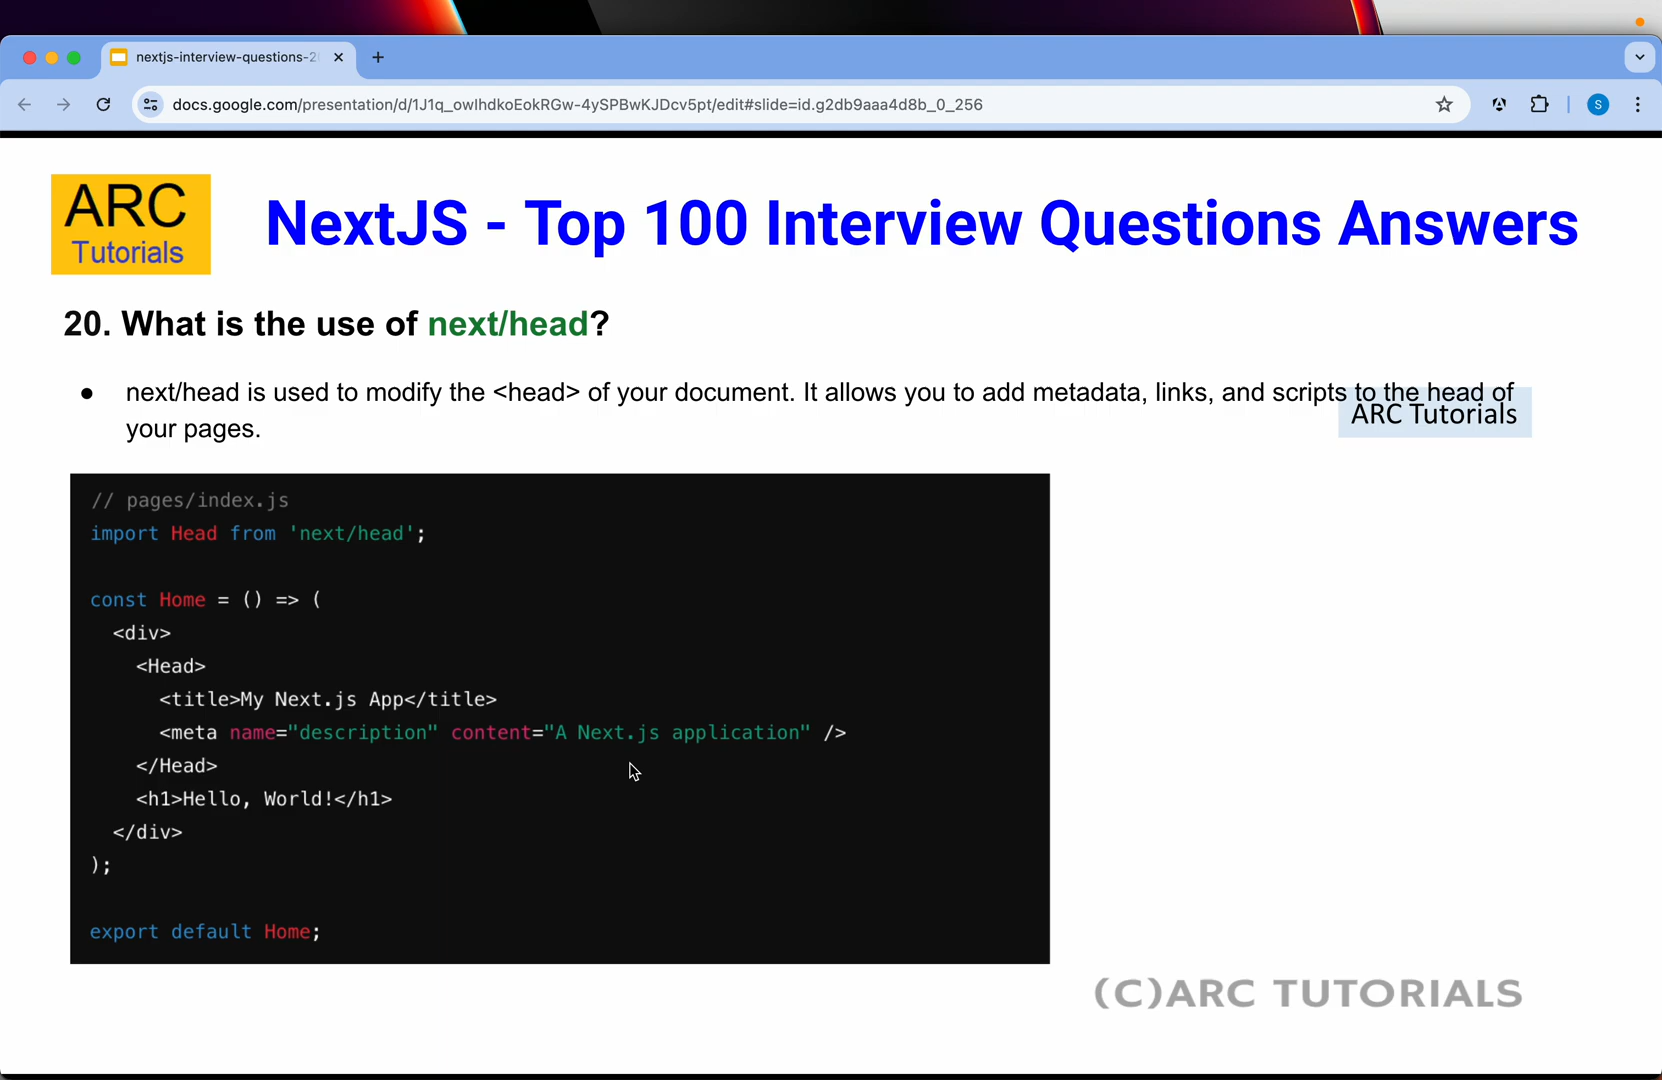 nextjs-interview-questions-2
docs.google.com/presentation/d/1J1q_owlhdkoEokRGw-4ySPBwKJDcv5pt/edit#slide=id.g2db9aaa4d8b_0_256
S
ARC
Tutorials
NextJS - Top 100 Interview Questions Answers
20. What is the use of next/head?
● next/head is used to modify the <head> of your document. It allows you to add metadata, links, and scripts to the head of
your pages.
ARC Tutorials
// pages/index.js
import Head from 'next/head';
const Home = () => (
  <div>
    <Head>
      <title>My Next.js App</title>
      <meta name="description" content="A Next.js application" />
    </Head>
    <h1>Hello, World!</h1>
  </div>
);
export default Home;
(C)ARC TUTORIALS